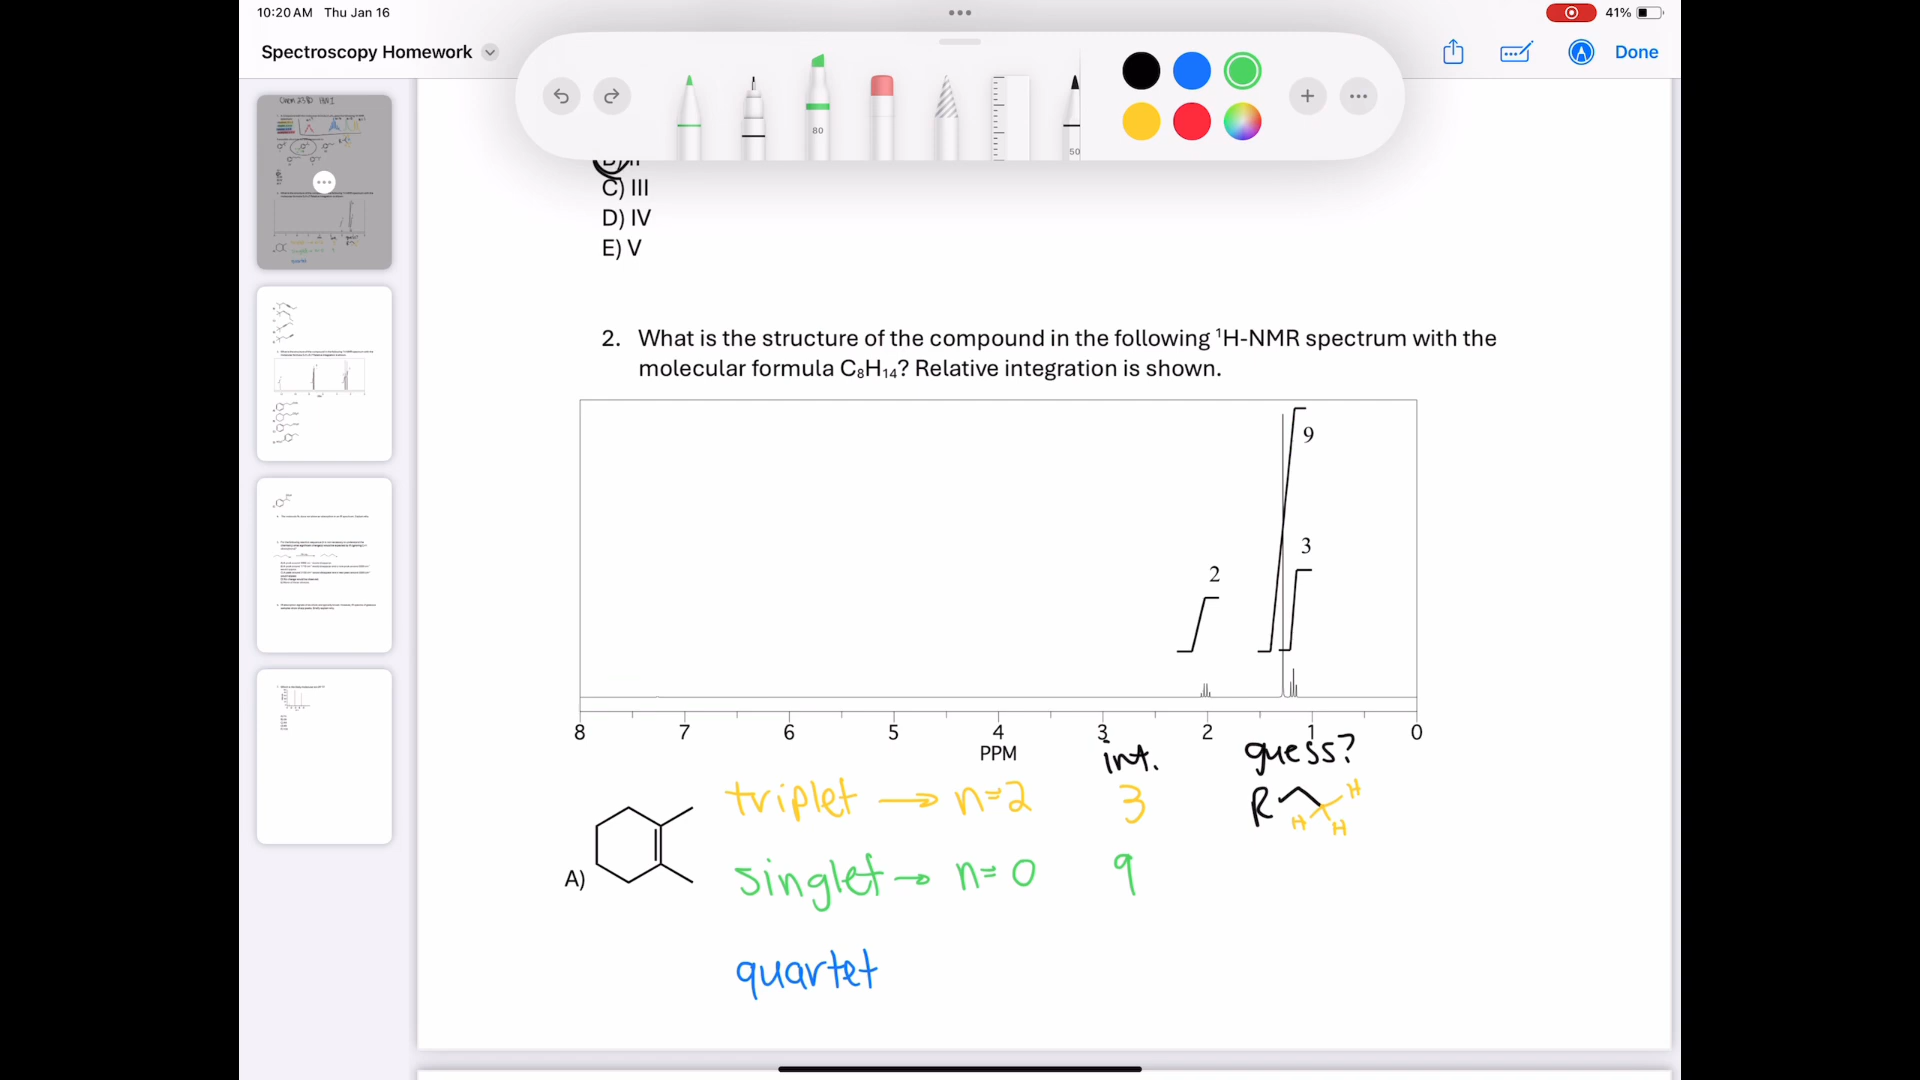 10:20 AM Thu Jan 16
41%
Spectroscopy Homework
Done
80
50
C) III
D) IV
E) V
2. What is the structure of the compound in the following ¹H-NMR spectrum with the
molecular formula C₈H₁₄? Relative integration is shown.
9
3
2
8 7 6 5 4 3 2 1 0
PPM
int. guess?
triplet → n=2 3 R H H H
A)
singlet → n=0 9
quartet